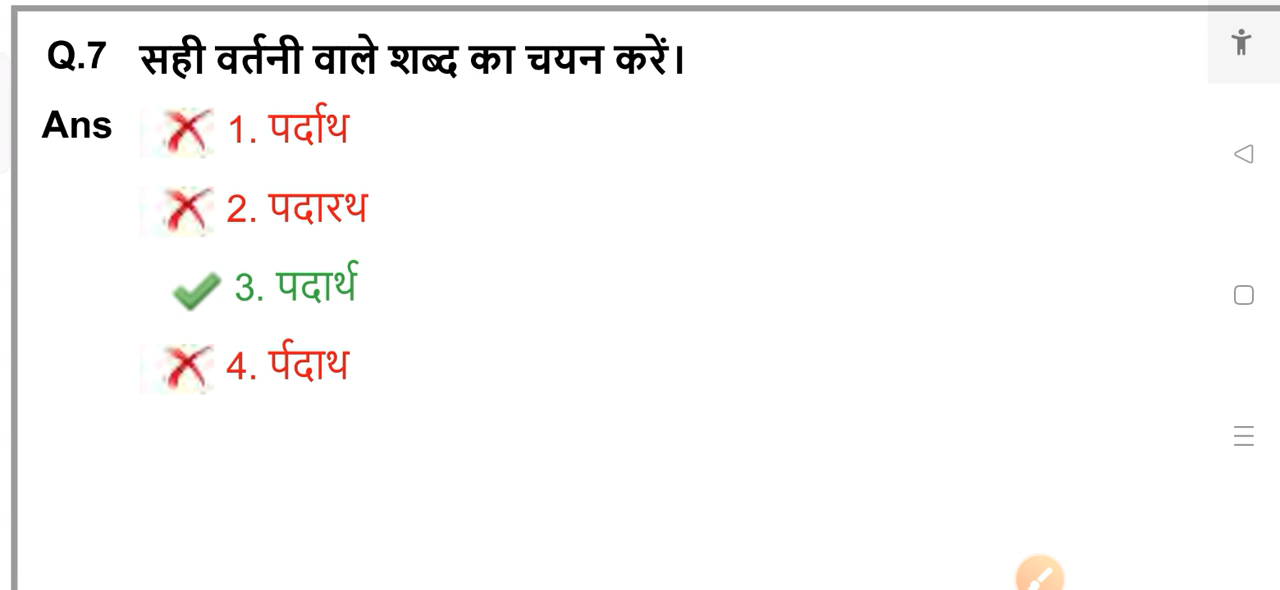 Q.7 सही वर्तनी वाले शब्द का चयन करें।
Ans 1. पर्दाथ
2. पदारथ
3. पदार्थ
4. र्पदाथ